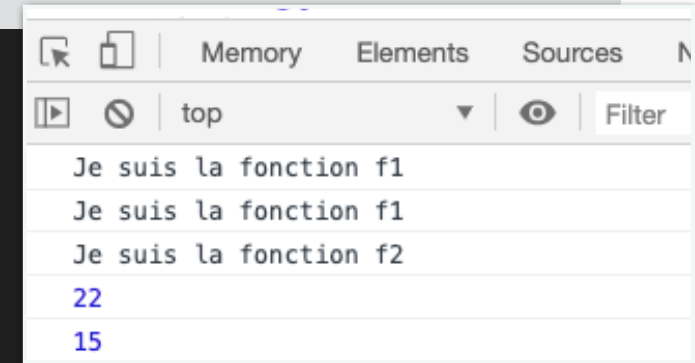 Memory Elements Sources
top Filter
Je suis la fonction f1
Je suis la fonction f1
Je suis la fonction f2
22
15